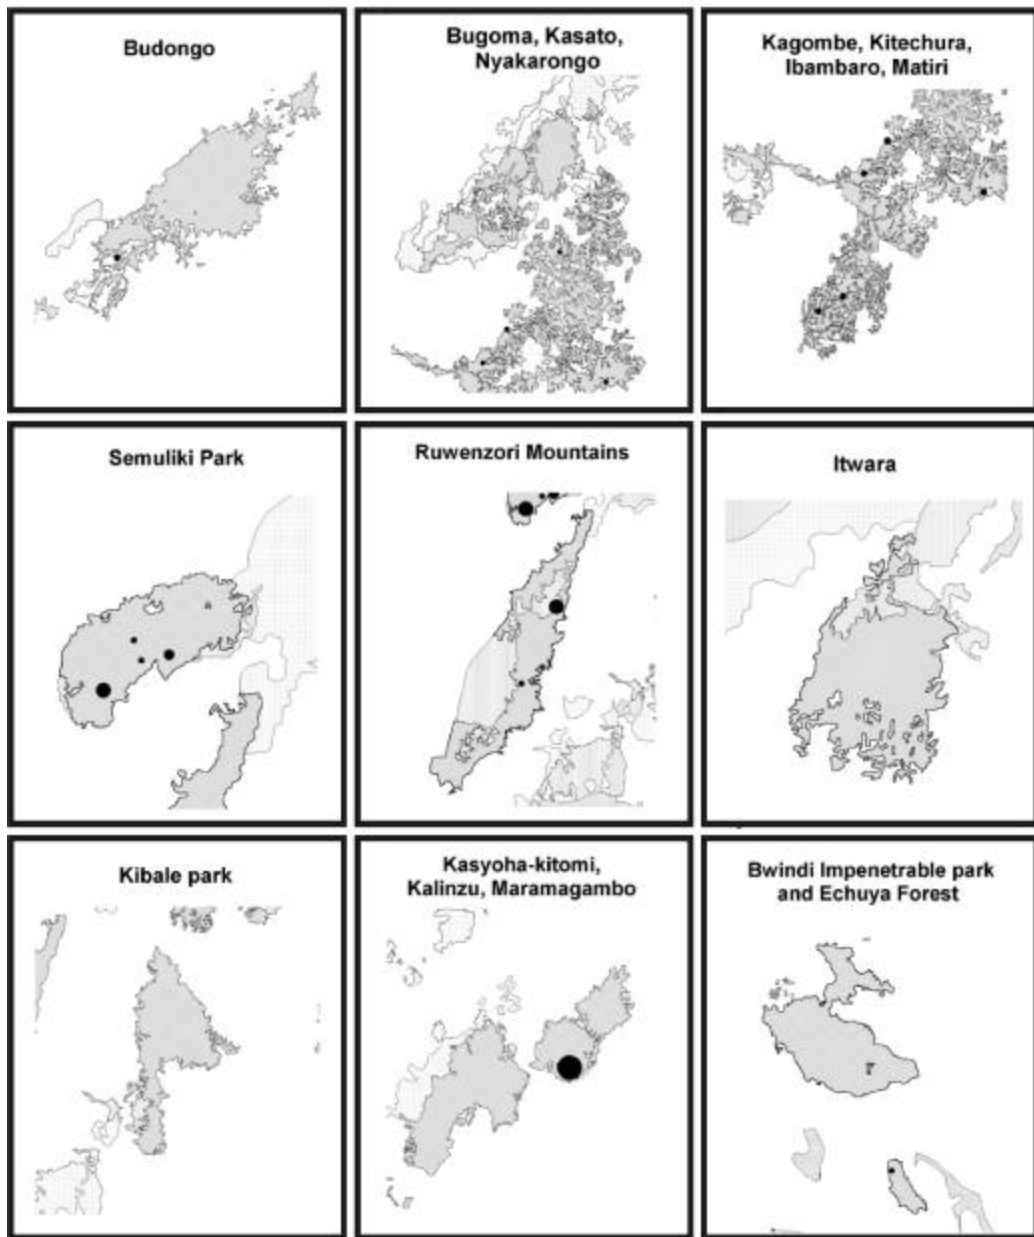 Budongo
Bugoma, Kasato,
Nyakarongo
Kagombe, Kitechura,
Ibambaro, Matiri
Semuliki Park
Ruwenzori Mountains
Itwara
Kibale park
Kasyoha-kitomi,
Kalinzu, Maramagambo
Bwindi Impenetrable park
and Echuya Forest